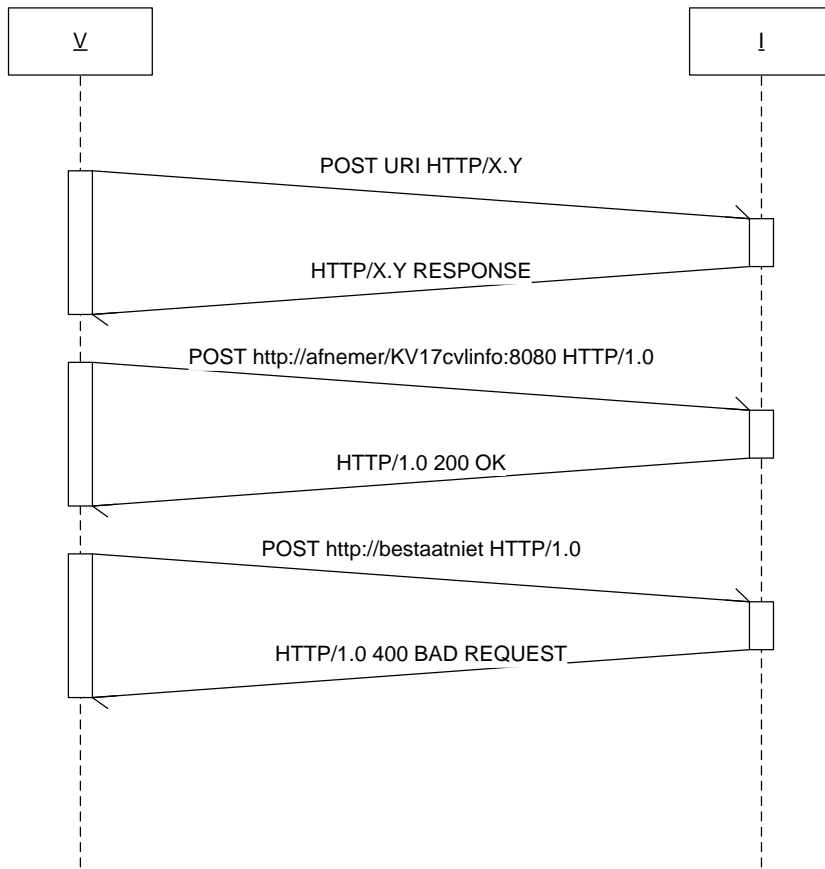 V
I
POST URI HTTP/X.Y
HTTP/X.Y RESPONSE
POST http://afnemer/KV17cvlinfo:8080 HTTP/1.0
HTTP/1.0 200 OK
POST http://bestaatniet HTTP/1.0
HTTP/1.0 400 BAD REQUEST